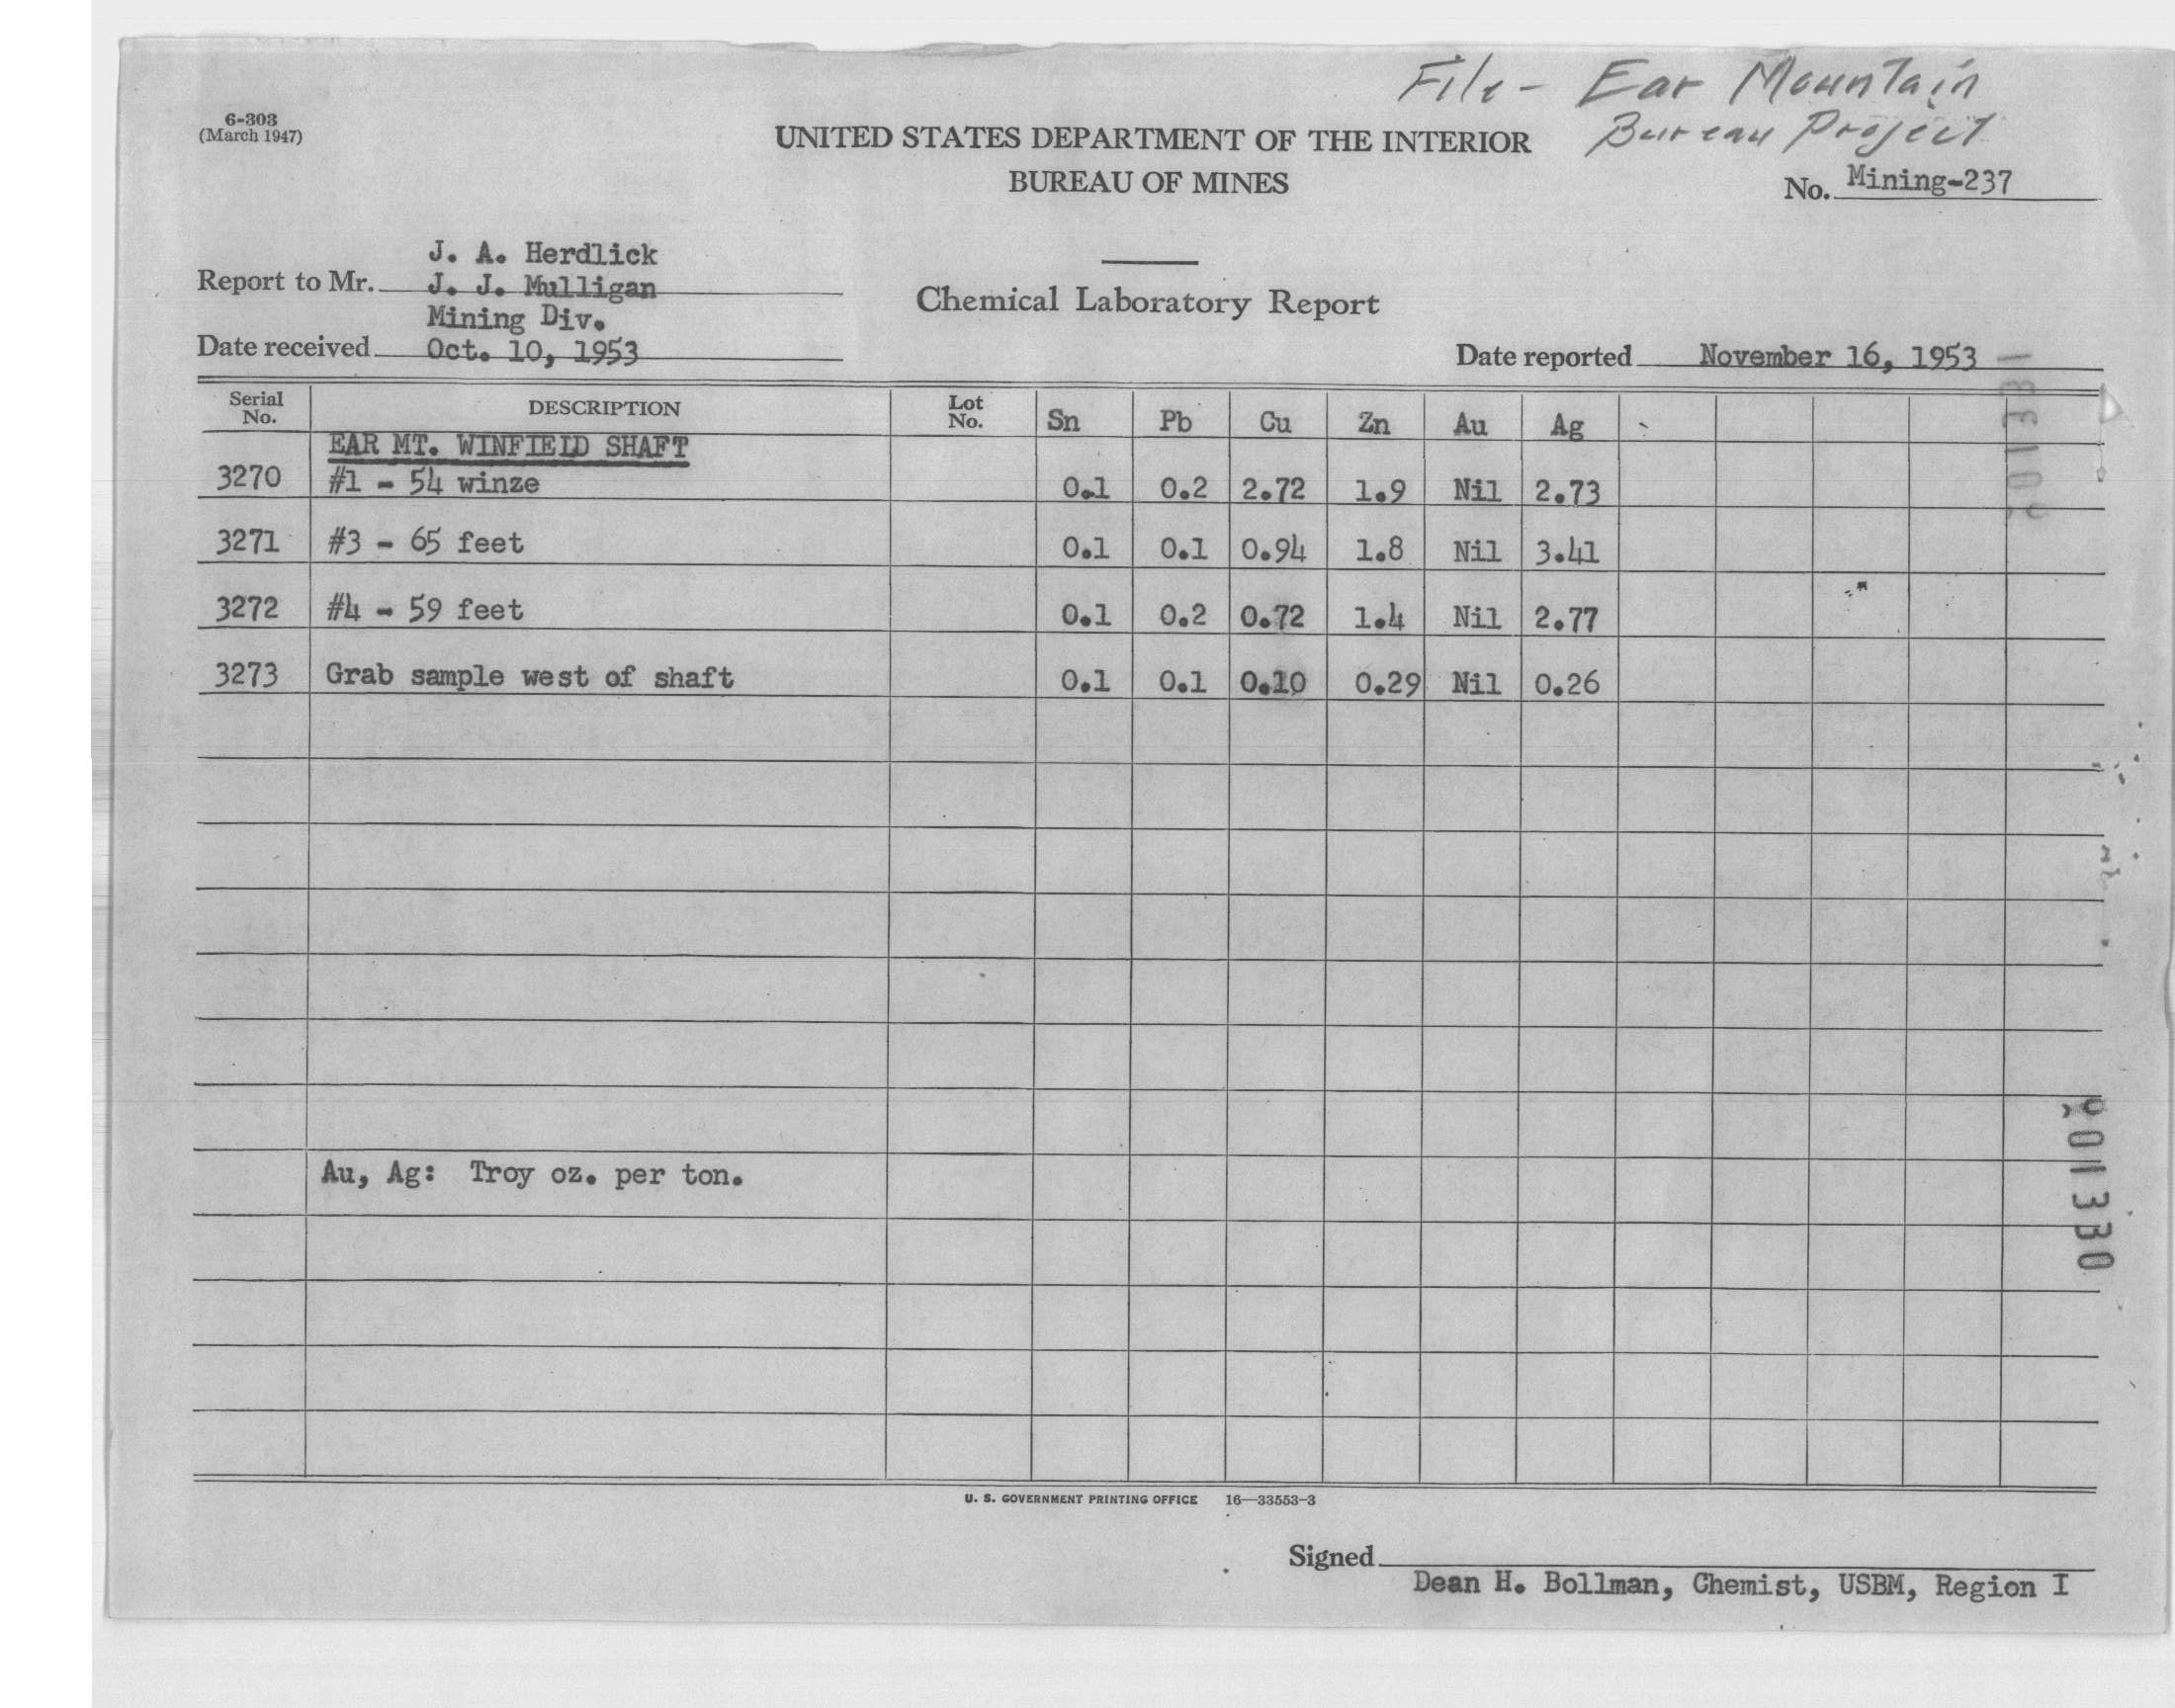 File - Ear Mountain
Bureau Project
6-303
(March 1947)
UNITED STATES DEPARTMENT OF THE INTERIOR
BUREAU OF MINES
No. Mining-237
J. A. Herdlick
Report to Mr. J. J. Mulligan
Mining Div.
Chemical Laboratory Report
Date received Oct. 10, 1953
Date reported November 16, 1953
Serial No. DESCRIPTION Lot No. Sn Pb Cu Zn Au Ag
EAR MT. WINFIELD SHAFT
3270 #1 - 54 winze 0.1 0.2 2.72 1.9 Nil 2.73
3271 #3 - 65 feet 0.1 0.1 0.94 1.8 Nil 3.41
3272 #4 - 59 feet 0.1 0.2 0.72 1.4 Nil 2.77
3273 Grab sample west of shaft 0.1 0.1 0.10 0.29 Nil 0.26
Au, Ag: Troy oz. per ton.
U. S. GOVERNMENT PRINTING OFFICE 16—33553-3
Signed
Dean H. Bollman, Chemist, USBM, Region I